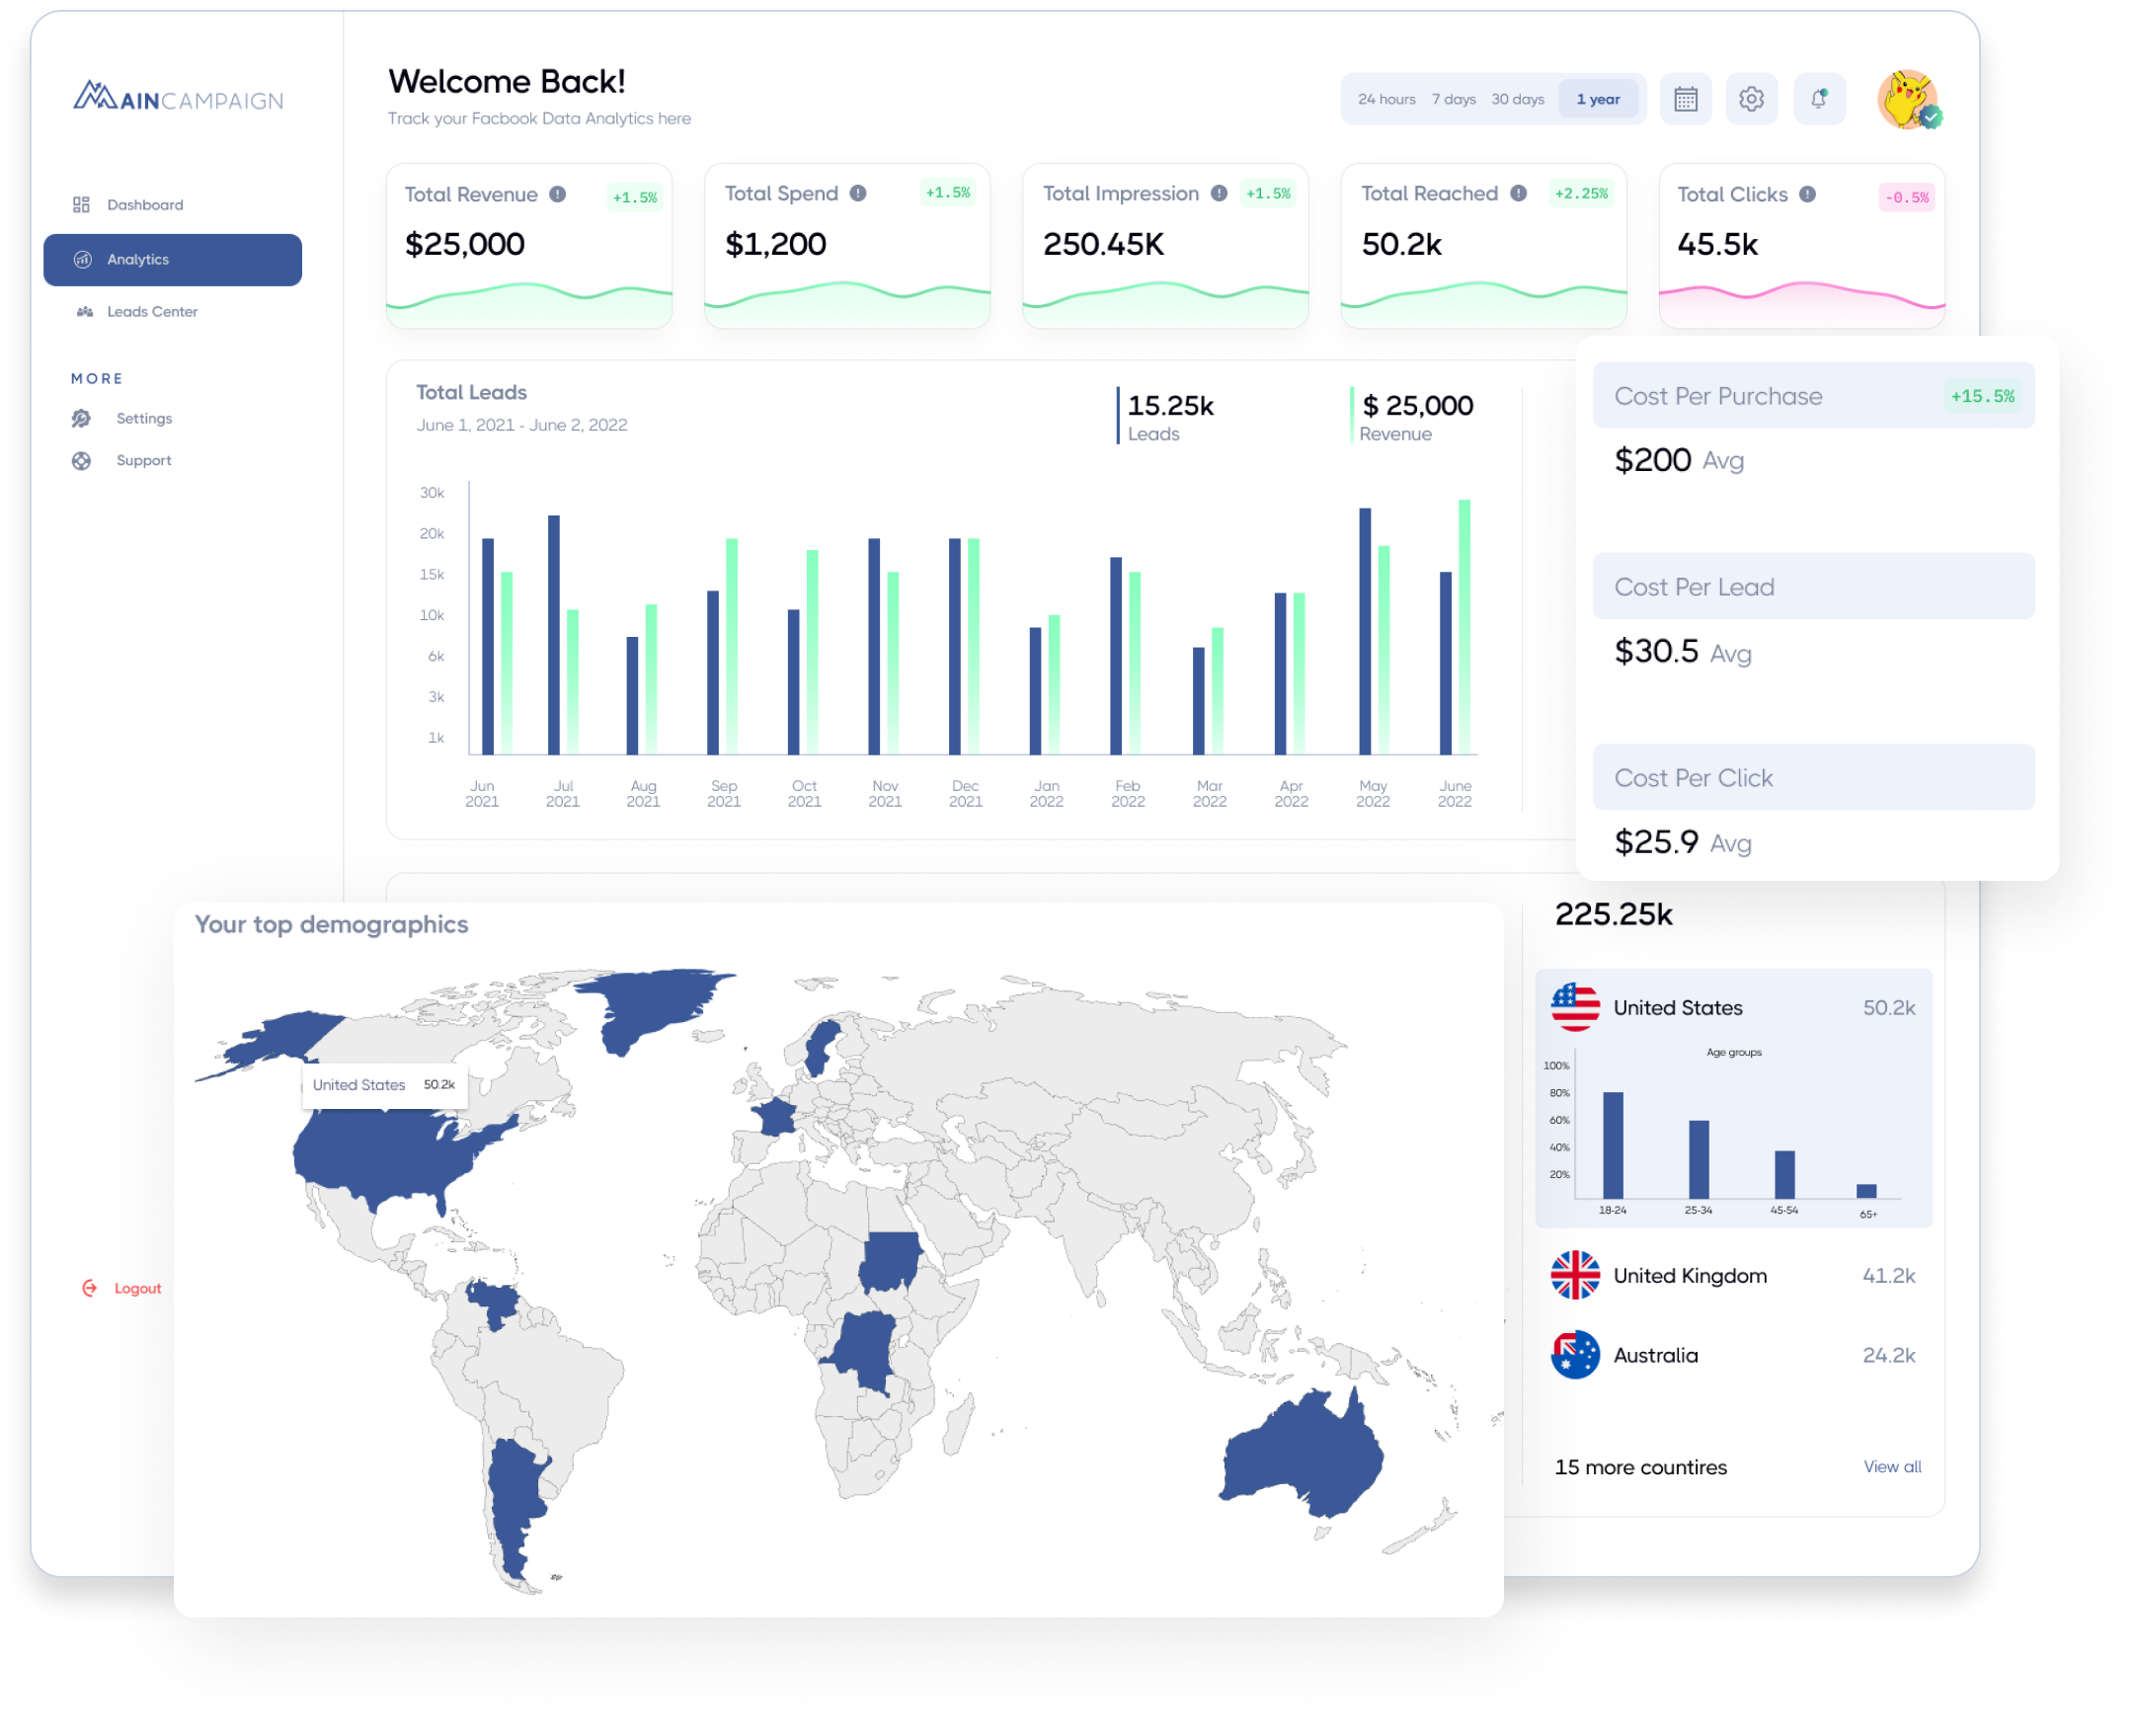 AINCAMPAIGN
Dashboard
Analytics
Leads Center
MORE
Settings
Support
Logout
Welcome Back!
Track your Facbook Data Analytics here
24 hours 7 days 30 days 1 year
Total Revenue +1.5%
$25,000
Total Spend +1.5%
$1,200
Total Impression +1.5%
250.45K
Total Reached +2.25%
50.2k
Total Clicks -0.5%
45.5k
Total Leads
June 1, 2021 - June 2, 2022
15.25k
Leads
$ 25,000
Revenue
30k
20k
15k
10k
6k
3k
1k
Jun 2021
Jul 2021
Aug 2021
Sep 2021
Oct 2021
Nov 2021
Dec 2021
Jan 2022
Feb 2022
Mar 2022
Apr 2022
May 2022
June 2022
Cost Per Purchase +15.5%
$200 Avg
Cost Per Lead
$30.5 Avg
Cost Per Click
$25.9 Avg
Your top demographics
United States 50.2k
225.25k
United States 50.2k
Age groups
100%
80%
60%
40%
20%
18-24 25-34 45-54 65+
United Kingdom 41.2k
Australia 24.2k
15 more countires View all